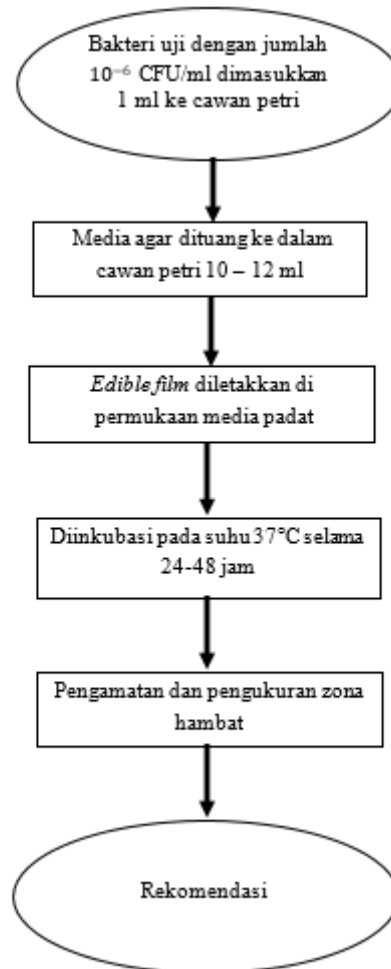 Bakteri uji dengan jumlah
10⁻⁶ CFU/ml dimasukkan
1 ml ke cawan petri
Media agar dituang ke dalam
cawan petri 10 – 12 ml
Edible film diletakkan di
permukaan media padat
Diinkubasi pada suhu 37°C selama
24-48 jam
Pengamatan dan pengukuran zona
hambat
Rekomendasi